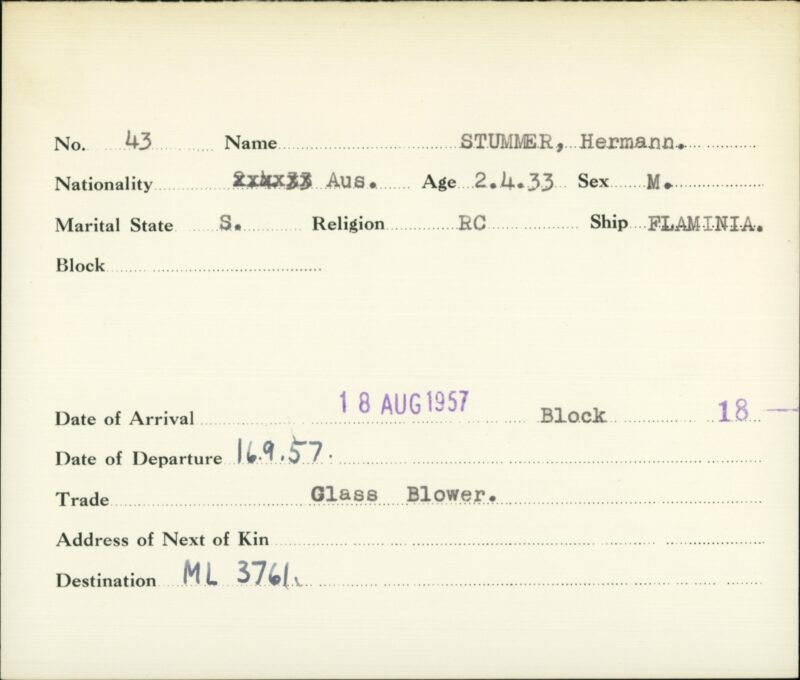 No. 43 Name STUMMER, Hermann.
Nationality Aus. Age 2.4.33 Sex M.
Marital State S. Religion RC Ship FLAMINIA.
Block
Date of Arrival 18 AUG 1957 Block 18 —
Date of Departure 16.9.57.
Trade Glass Blower.
Address of Next of Kin
Destination ML 3761.